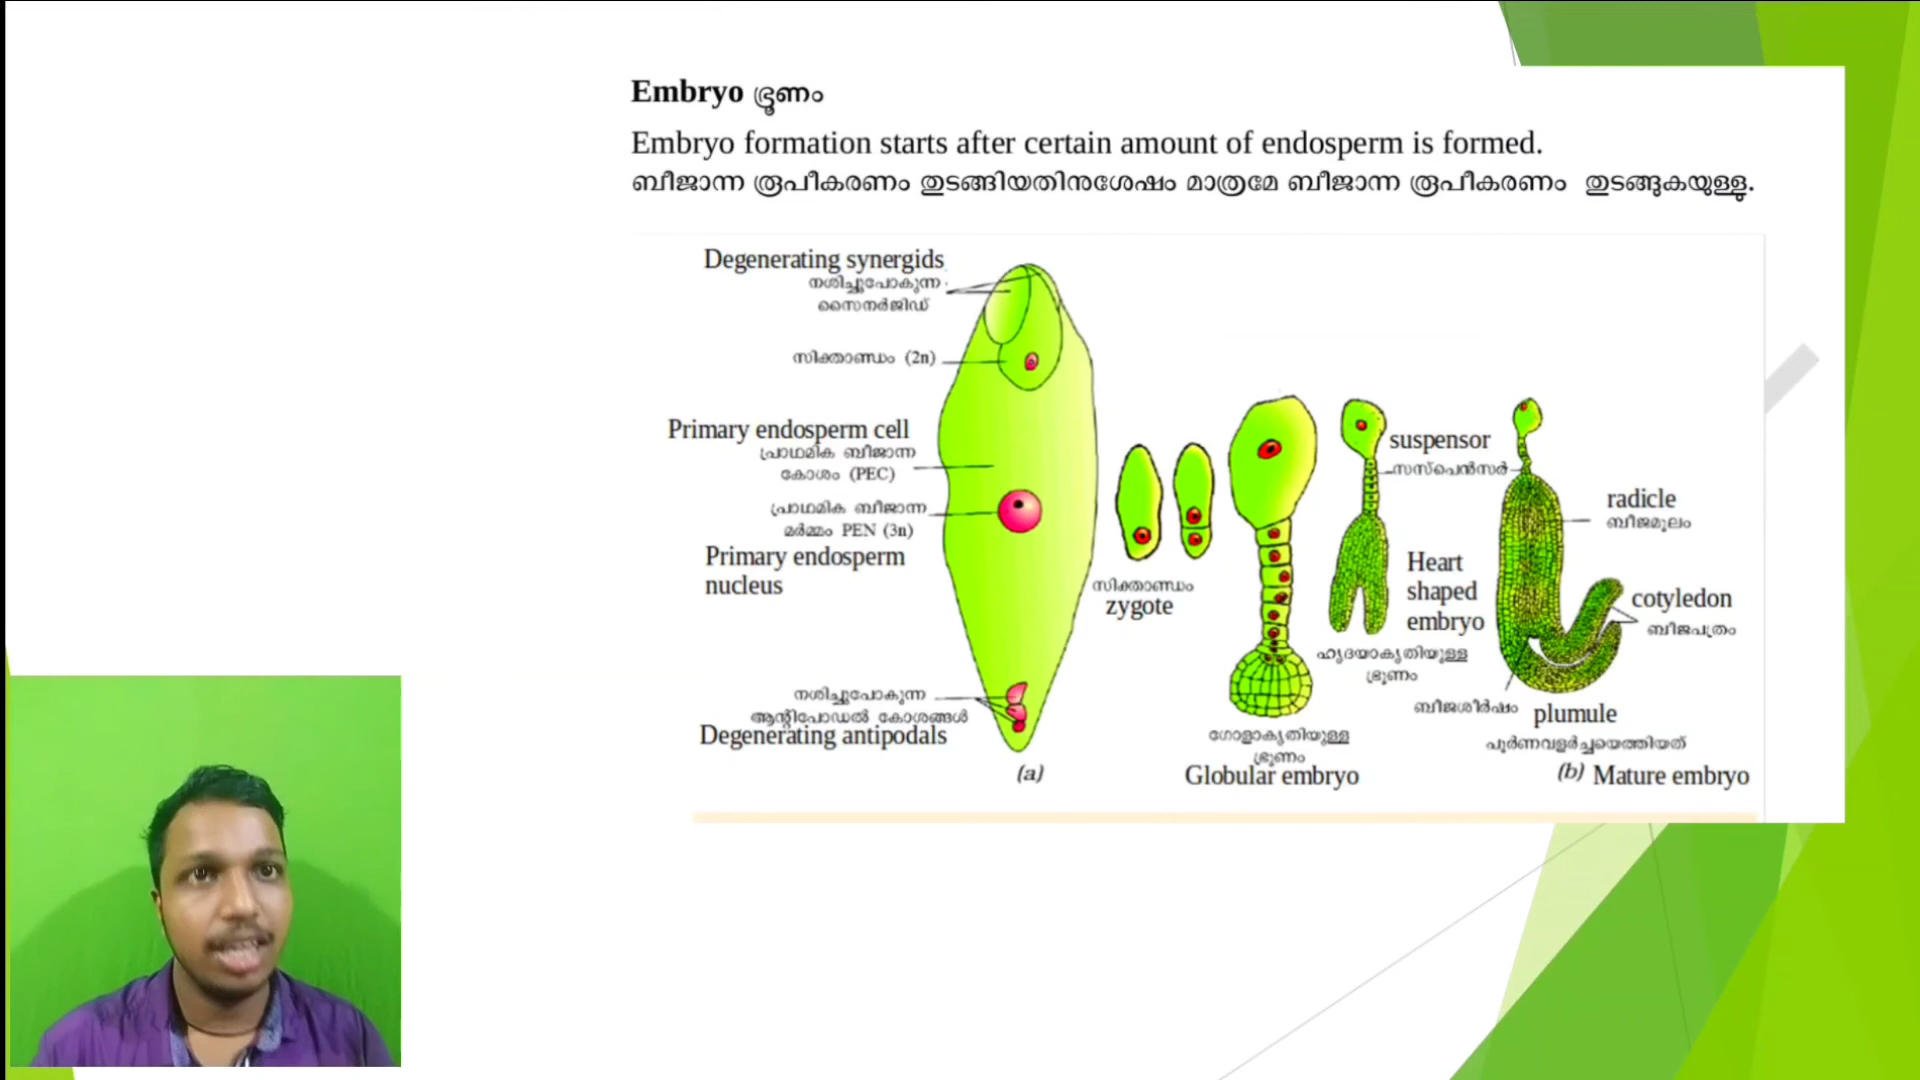 Embryo ഭ്രൂണം
Embryo formation starts after certain amount of endosperm is formed.
ബീജാന്ന രൂപീകരണം തുടങ്ങിയതിനുശേഷം മാത്രമേ ബീജാന്ന രൂപീകരണം തുടങ്ങുകയുള്ളു.
Degenerating synergids
നശിച്ചുപോകുന്ന
സൈനർജിഡ്
സിക്താണ്ഡം (2n)
Primary endosperm cell
പ്രാഥമിക ബീജാന്ന
കോശം (PEC)
പ്രാഥമിക ബീജാന്ന
മർമ്മം PEN (3n)
Primary endosperm
nucleus
നശിച്ചുപോകുന്ന
ആന്റിപോഡൽ കോശങ്ങൾ
Degenerating antipodals
(a)
സിക്താണ്ഡം
zygote
ഗോളാകൃതിയുള്ള
ഭ്രൂണം
Globular embryo
suspensor
സസ്പെൻസർ
Heart
shaped
embryo
ഹൃദയാകൃതിയുള്ള
ഭ്രൂണം
radicle
ബീജമൂലം
cotyledon
ബീജപത്രം
ബീജശീർഷം
plumule
പൂർണവളർച്ചയെത്തിയത്
(b) Mature embryo